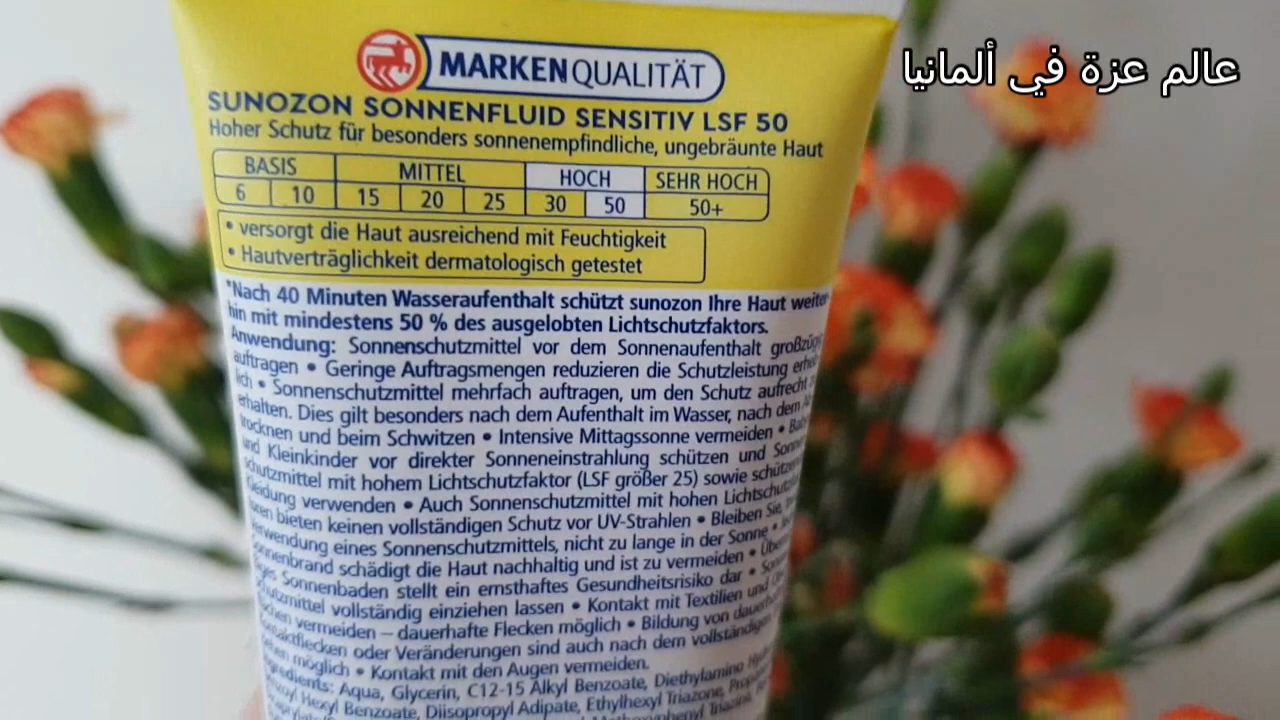 عالم عزة في ألمانيا
MARKENQUALITÄT
SUNOZON SONNENFLUID SENSITIV LSF 50
Hoher Schutz für besonders sonnenempfindliche, ungebräunte Haut
BASIS MITTEL HOCH SEHR HOCH
6 10 15 20 25 30 50 50+
• versorgt die Haut ausreichend mit Feuchtigkeit
• Hautverträglichkeit dermatologisch getestet
*Nach 40 Minuten Wasseraufenthalt schützt sunozon Ihre Haut weiter-
hin mit mindestens 50 % des ausgelobten Lichtschutzfaktors.
Anwendung: Sonnenschutzmittel vor dem Sonnenaufenthalt großzügig
auftragen • Geringe Auftragsmengen reduzieren die Schutzleistung erheb-
lich • Sonnenschutzmittel mehrfach auftragen, um den Schutz aufrecht
erhalten. Dies gilt besonders nach dem Aufenthalt im Wasser, nach dem
trocknen und beim Schwitzen • Intensive Mittagssonne vermeiden •
und Kleinkinder vor direkter Sonneneinstrahlung schützen und
schutzmittel mit hohem Lichtschutzfaktor (LSF größer 25) sowie
Kleidung verwenden • Auch Sonnenschutzmittel mit hohen
bieten keinen vollständigen Schutz vor UV-Strahlen • Bleiben Sie,
eines Sonnenschutzmittels, nicht zu lange in der Sonne •
Sonnenbrand schädigt die Haut nachhaltig und ist zu vermeiden •
Sonnenbaden stellt ein ernsthaftes Gesundheitsrisiko dar •
vollständig einziehen lassen • Kontakt mit Textilien und
vermeiden – dauerhafte Flecken möglich • Bildung von
oder Veränderungen sind auch nach dem vollständigen
möglich • Kontakt mit den Augen vermeiden.
Ingredients: Aqua, Glycerin, C12-15 Alkyl Benzoate, Diethylamino
Hexyl Benzoate, Diisopropyl Adipate, Ethylhexyl Triazone,
Triazine,